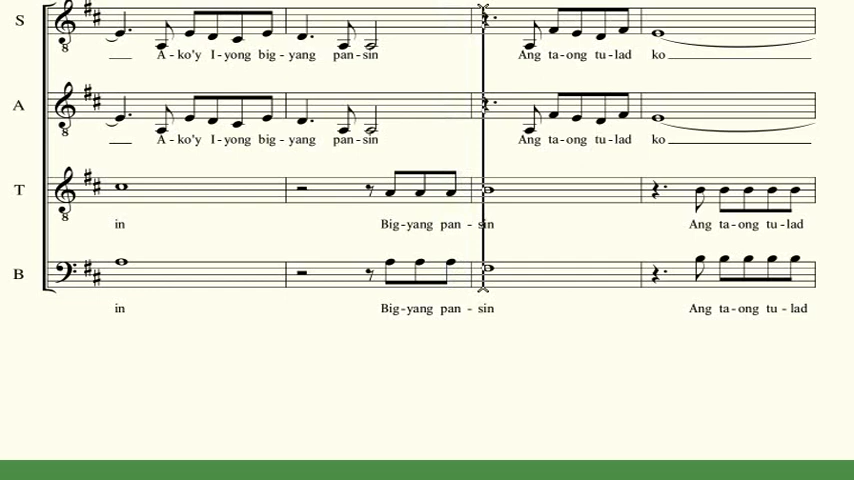 S
A - ko'y I - yong big - yang pan - sin Ang ta - ong tu - lad ko
A
A - ko'y I - yong big - yang pan - sin Ang ta - ong tu - lad ko
T
in Big - yang pan - sin Ang ta - ong tu - lad
B
in Big - yang pan - sin Ang ta - ong tu - lad